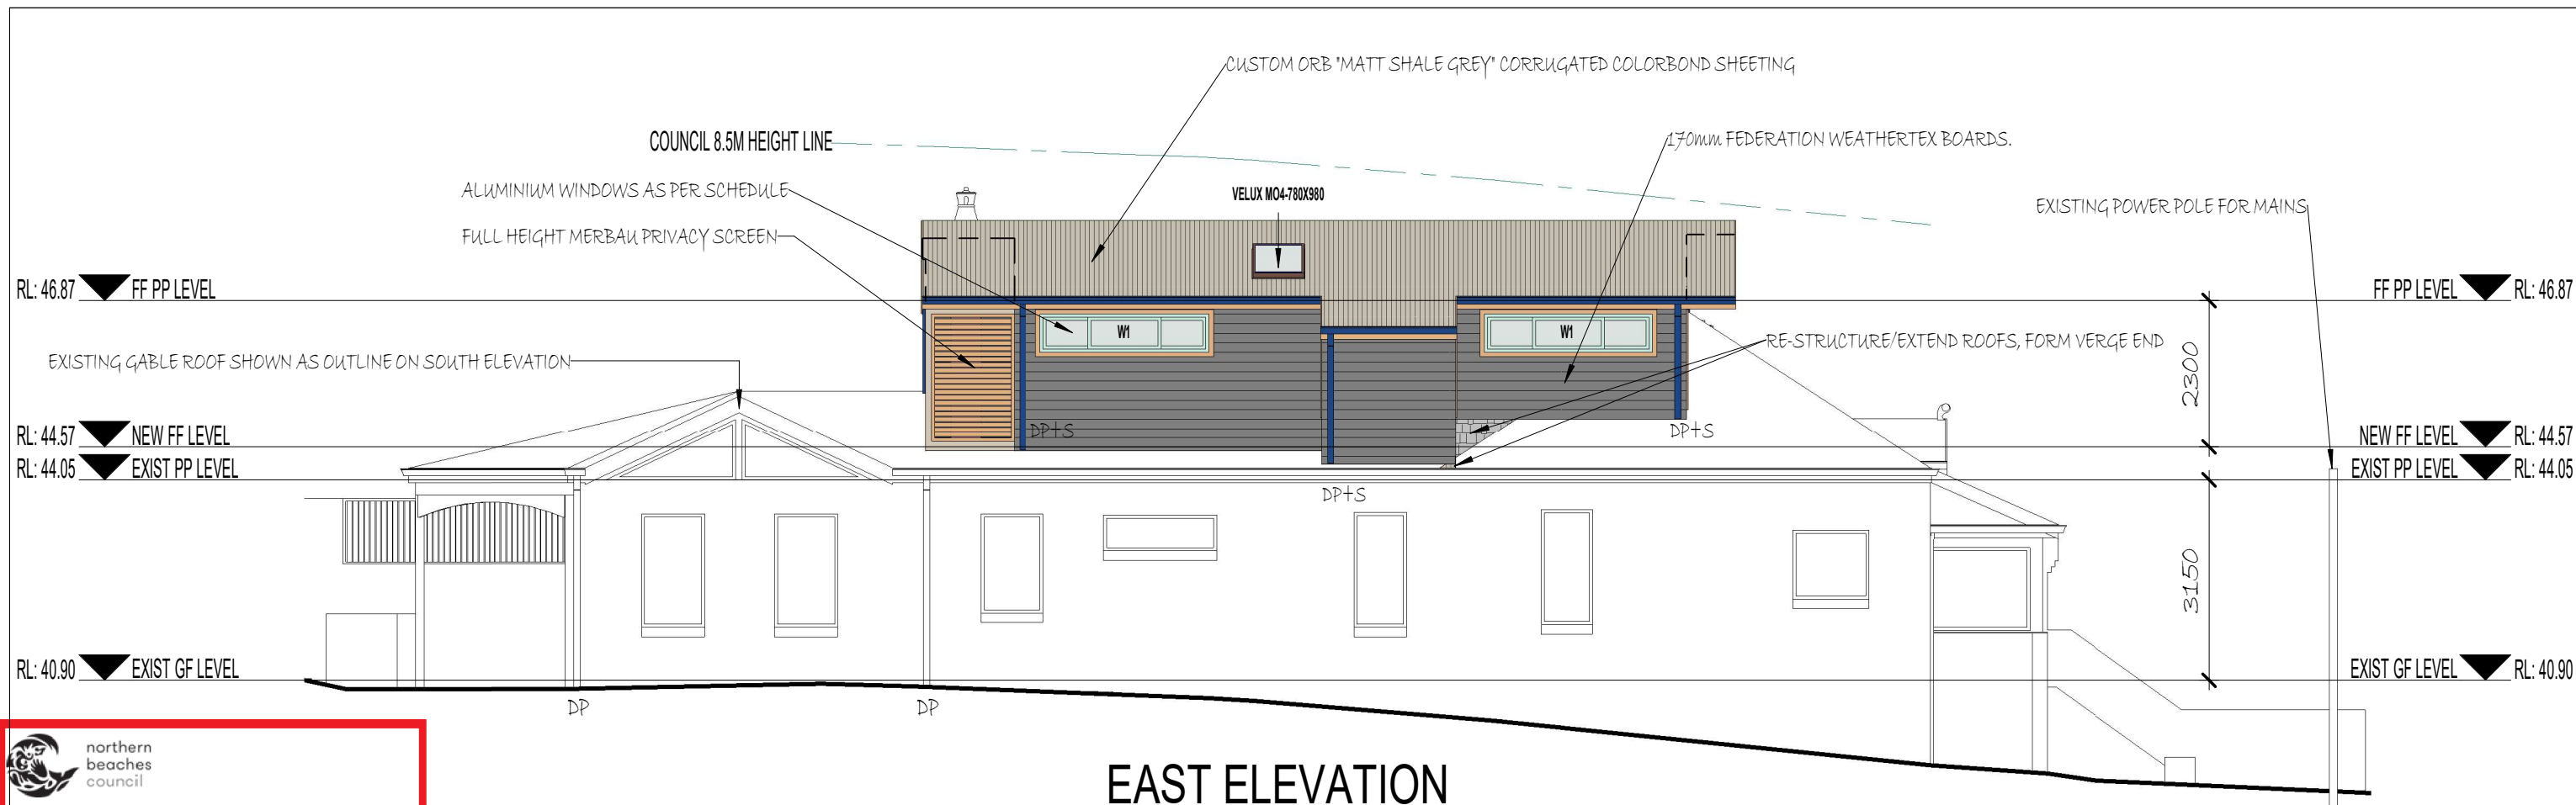 CUSTOM ORB "MATT SHALE GREY" CORRUGATED COLORBOND SHEETING
COUNCIL 8.5M HEIGHT LINE
170mm FEDERATION WEATHERTEX BOARDS.
ALUMINIUM WINDOWS AS PER SCHEDULE
VELUX MO4-780X980
EXISTING POWER POLE FOR MAINS
FULL HEIGHT MERBAU PRIVACY SCREEN
RL: 46.87 FF PP LEVEL
FF PP LEVEL RL: 46.87
W1
W1
EXISTING GABLE ROOF SHOWN AS OUTLINE ON SOUTH ELEVATION
RE-STRUCTURE/EXTEND ROOFS, FORM VERGE END
2300
DP+S
DP+S
RL: 44.57 NEW FF LEVEL
NEW FF LEVEL RL: 44.57
RL: 44.05 EXIST PP LEVEL
EXIST PP LEVEL RL: 44.05
DP+S
3150
RL: 40.90 EXIST GF LEVEL
EXIST GF LEVEL RL: 40.90
DP
DP
northern
beaches
council
EAST ELEVATION